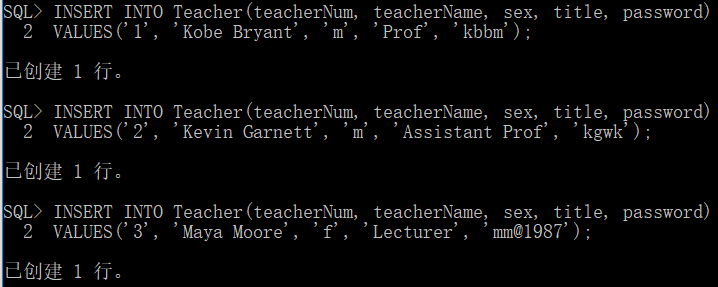 SQL> INSERT INTO Teacher(teacherNum, teacherName, sex, title, password)
2 VALUES('1', 'Kobe Bryant', 'm', 'Prof', 'kbbm');
已创建 1 行。
SQL> INSERT INTO Teacher(teacherNum, teacherName, sex, title, password)
2 VALUES('2', 'Kevin Garnett', 'm', 'Assistant Prof', 'kgwk');
已创建 1 行。
SQL> INSERT INTO Teacher(teacherNum, teacherName, sex, title, password)
2 VALUES('3', 'Maya Moore', 'f', 'Lecturer', 'mm@1987');
已创建 1 行。